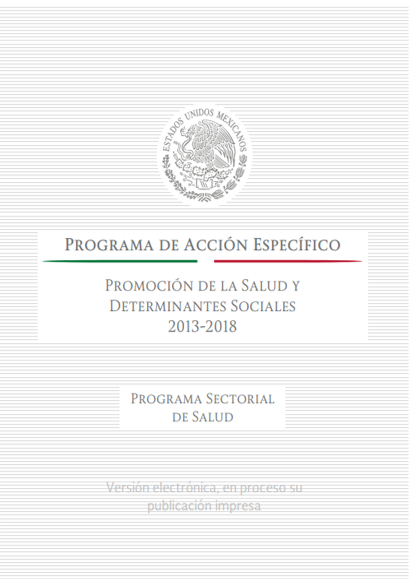 ESTADOS UNIDOS MEXICANOS
PROGRAMA DE ACCIÓN ESPECÍFICO
PROMOCIÓN DE LA SALUD Y
DETERMINANTES SOCIALES
2013-2018
PROGRAMA SECTORIAL
DE SALUD
Versión electrónica, en proceso su
publicación impresa